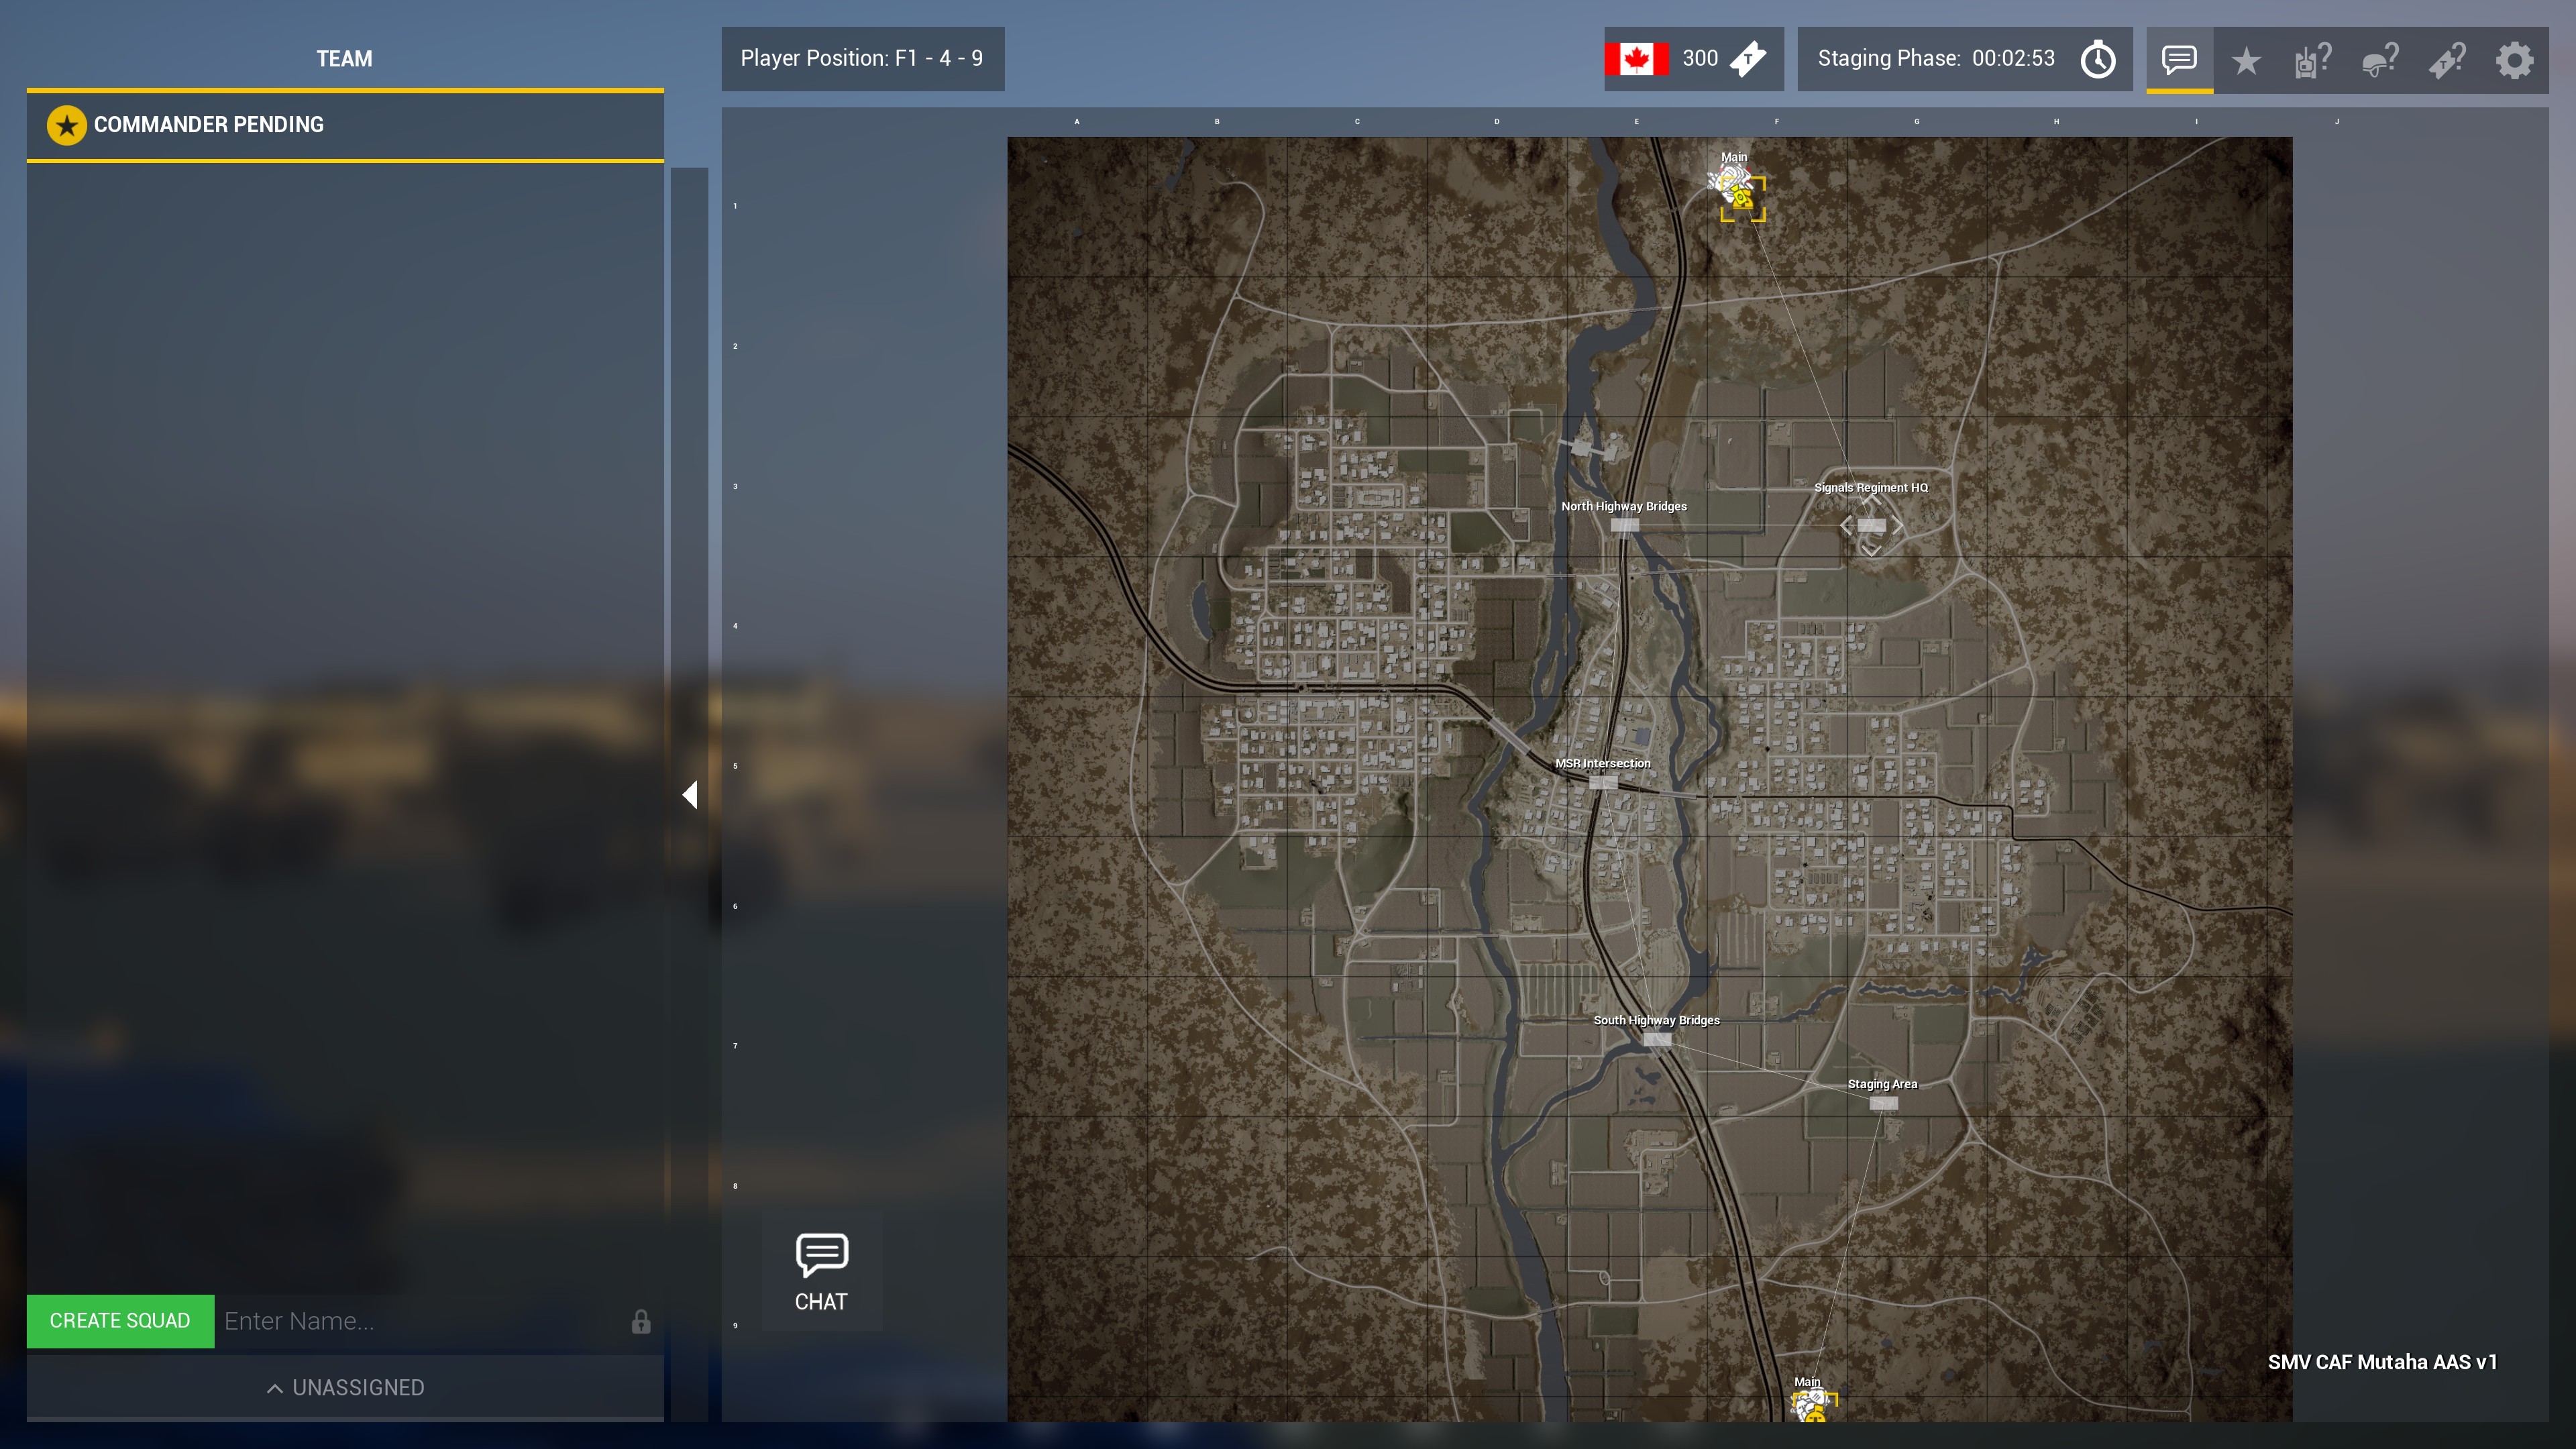 TEAM
Player Position: F1 - 4 - 9
300
Staging Phase: 00:02:53
COMMANDER PENDING
A B C D E F G H I J
Main
1
2
3
Signals Regiment HQ
North Highway Bridges
4
MSR Intersection
5
6
South Highway Bridges
7
Staging Area
8
CHAT
9
CREATE SQUAD
Enter Name...
SMV CAF Mutaha AAS v1
Main
UNASSIGNED